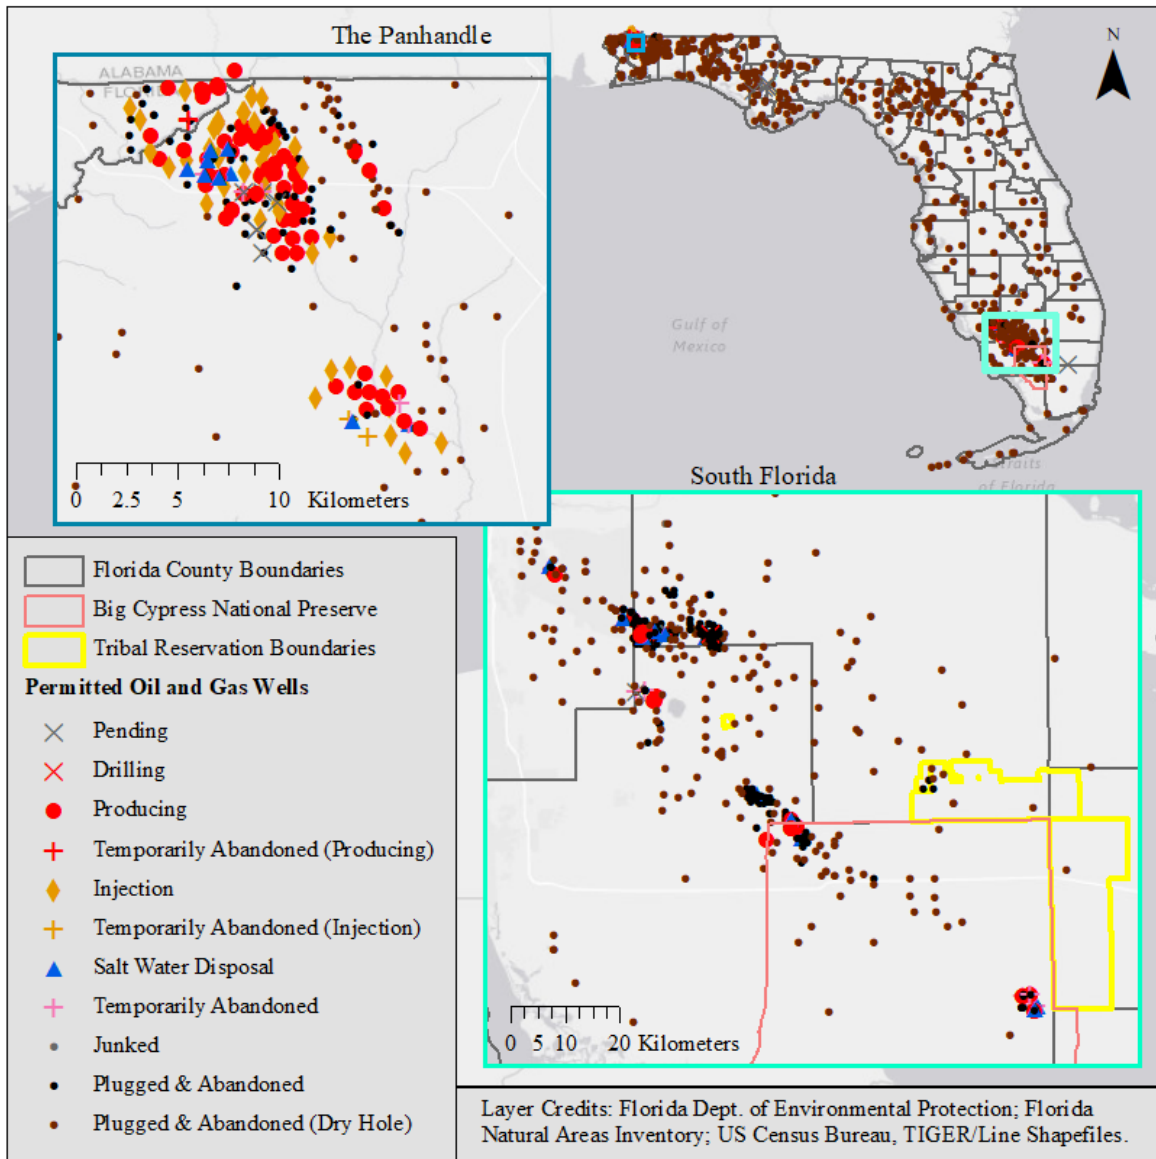 The Panhandle
N
ALABAMA
Gulf of
Mexico
0 2.5 5 10 Kilometers
of Florida
South Florida
Florida County Boundaries
Big Cypress National Preserve
Tribal Reservation Boundaries
Permitted Oil and Gas Wells
Pending
Drilling
Producing
Temporarily Abandoned (Producing)
Injection
Temporarily Abandoned (Injection)
Salt Water Disposal
Temporarily Abandoned
Junked
Plugged & Abandoned
Plugged & Abandoned (Dry Hole)
0 5 10 20 Kilometers
Layer Credits: Florida Dept. of Environmental Protection; Florida
Natural Areas Inventory; US Census Bureau, TIGER/Line Shapefiles.